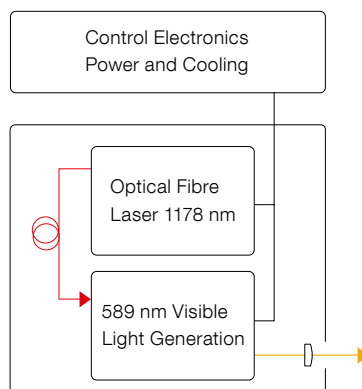 Control Electronics
Power and Cooling
Optical Fibre
Laser 1178 nm
589 nm Visible
Light Generation